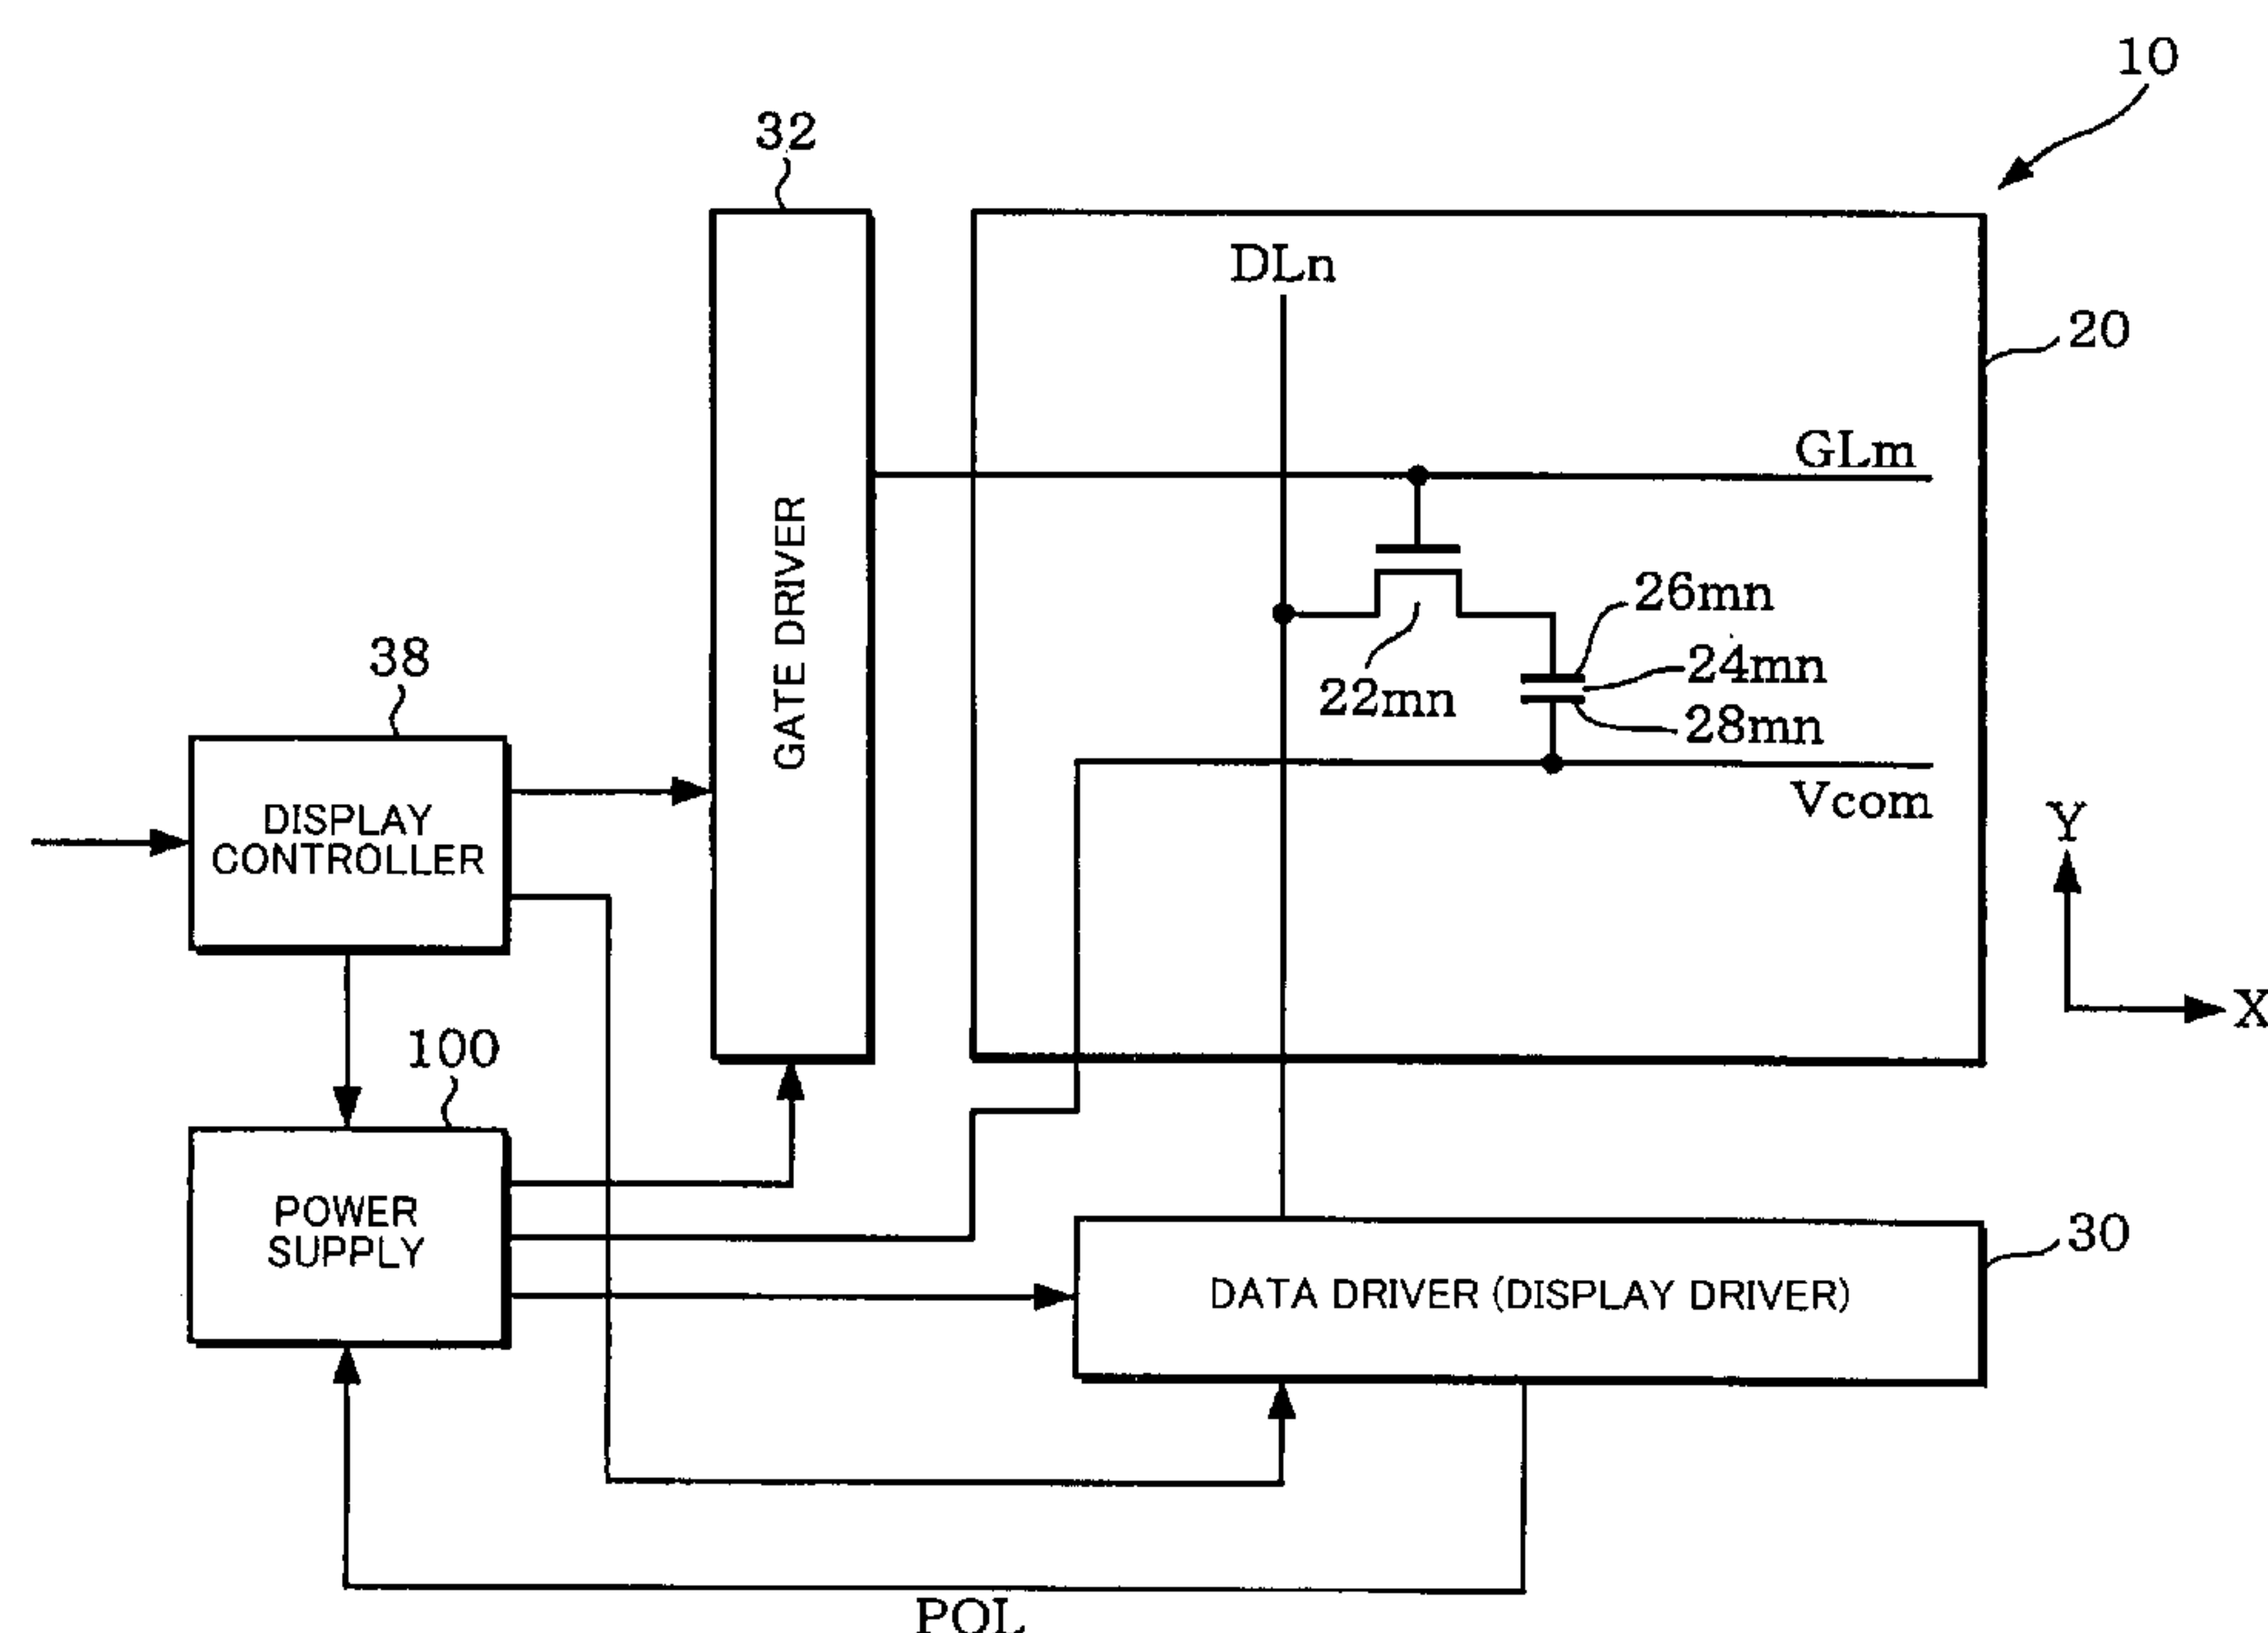 10
32
DLn
20
GLm
GATE DRIVER
26mn
24mn
22mn
28mn
38
DISPLAY
CONTROLLER
Vcom
Y
X
100
POWER
SUPPLY
30
DATA DRIVER (DISPLAY DRIVER)
POL